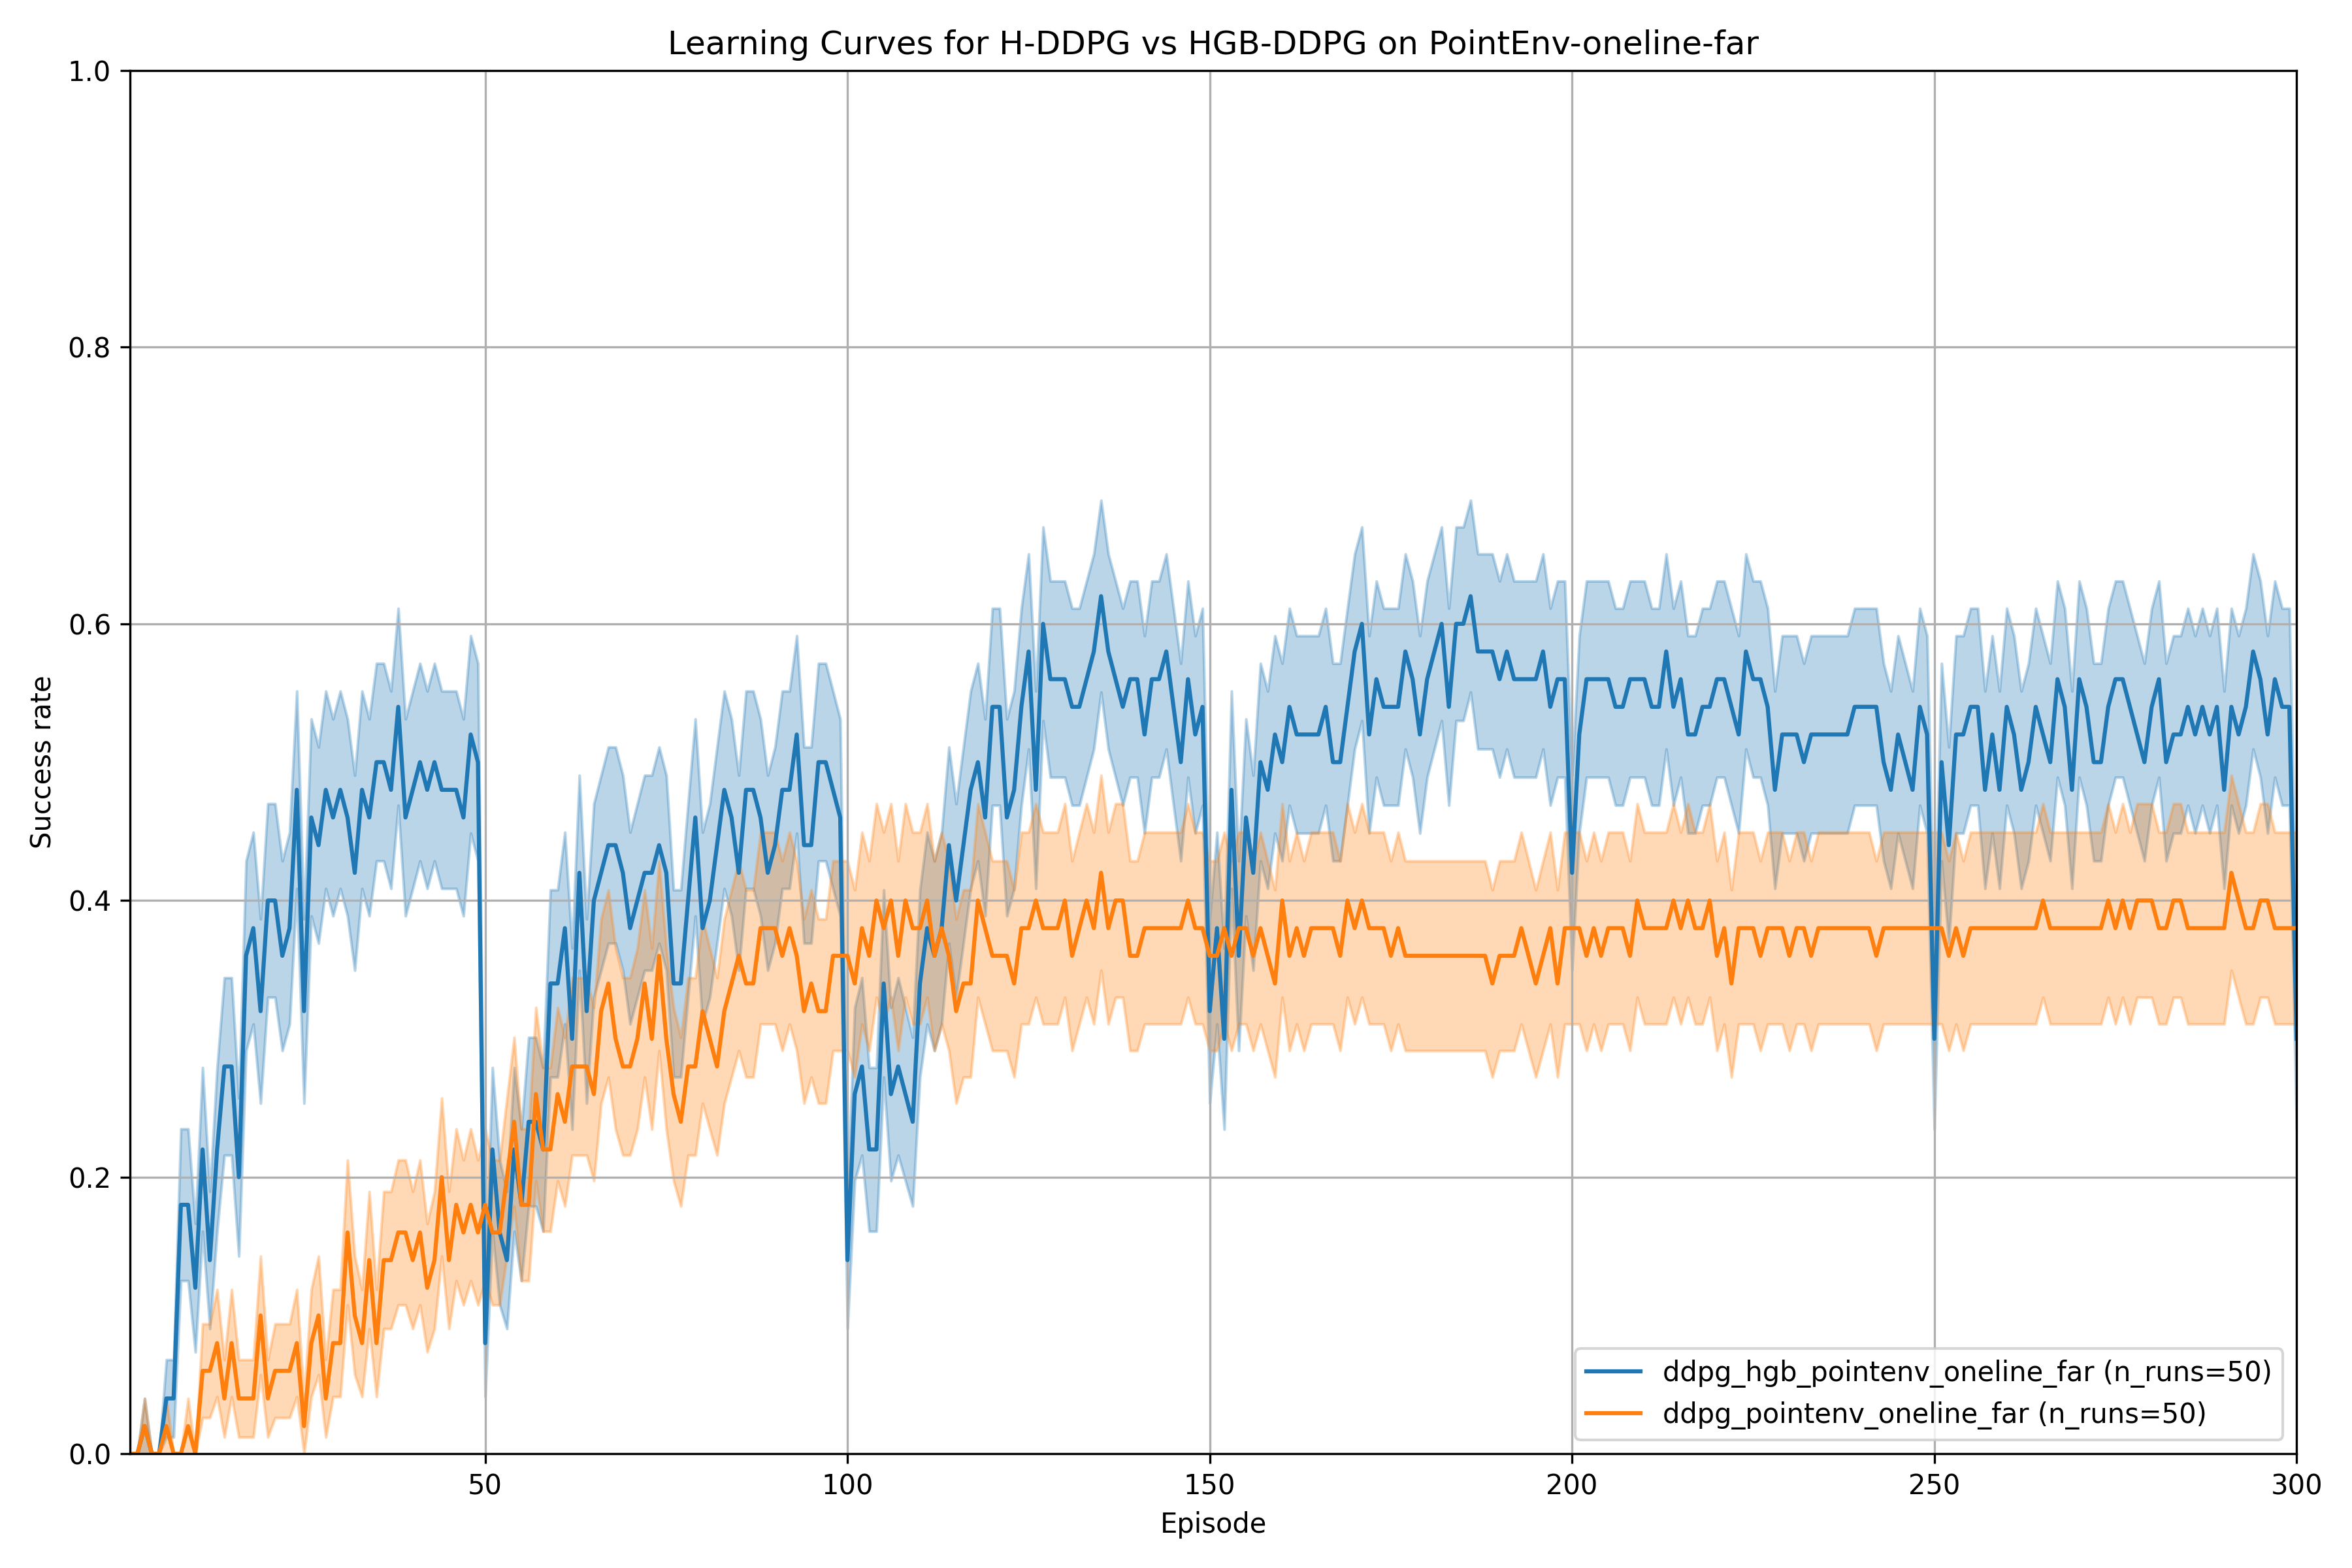 Learning Curves for H-DDPG vs HGB-DDPG on PointEnv-oneline-far
1.0
0.8
0.6
0.4
0.2
0.0
Success rate
50
100
150
200
250
300
Episode
ddpg_hgb_pointenv_oneline_far (n_runs=50)
ddpg_pointenv_oneline_far (n_runs=50)